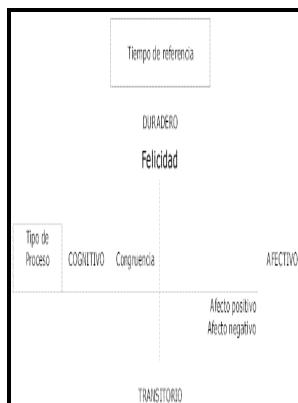 Tiempo de referencia
DURADERO
Felicidad
Tipo de
Proceso
COGNITIVO
Congruencia
AFECTIVO
Afecto positivo
Afecto negativo
TRANSITORIO